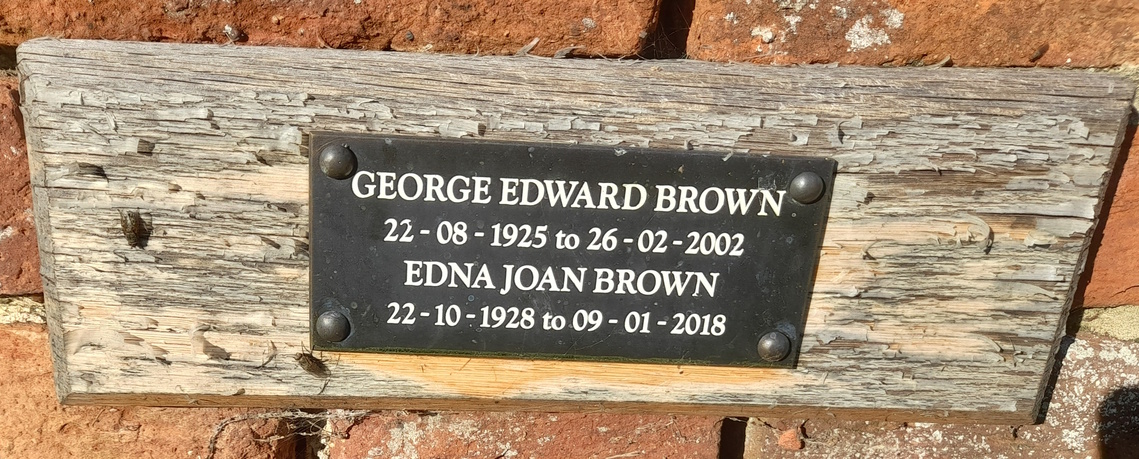 GEORGE EDWARD BROWN
22 - 08 - 1925 to 26 - 02 - 2002
EDNA JOAN BROWN
22 - 10 - 1928 to 09 - 01 - 2018